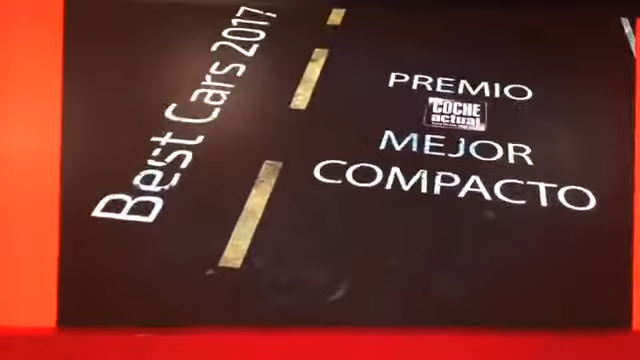 Best Cars 2017
PREMIO
COCHE
actual
MEJOR
COMPACTO